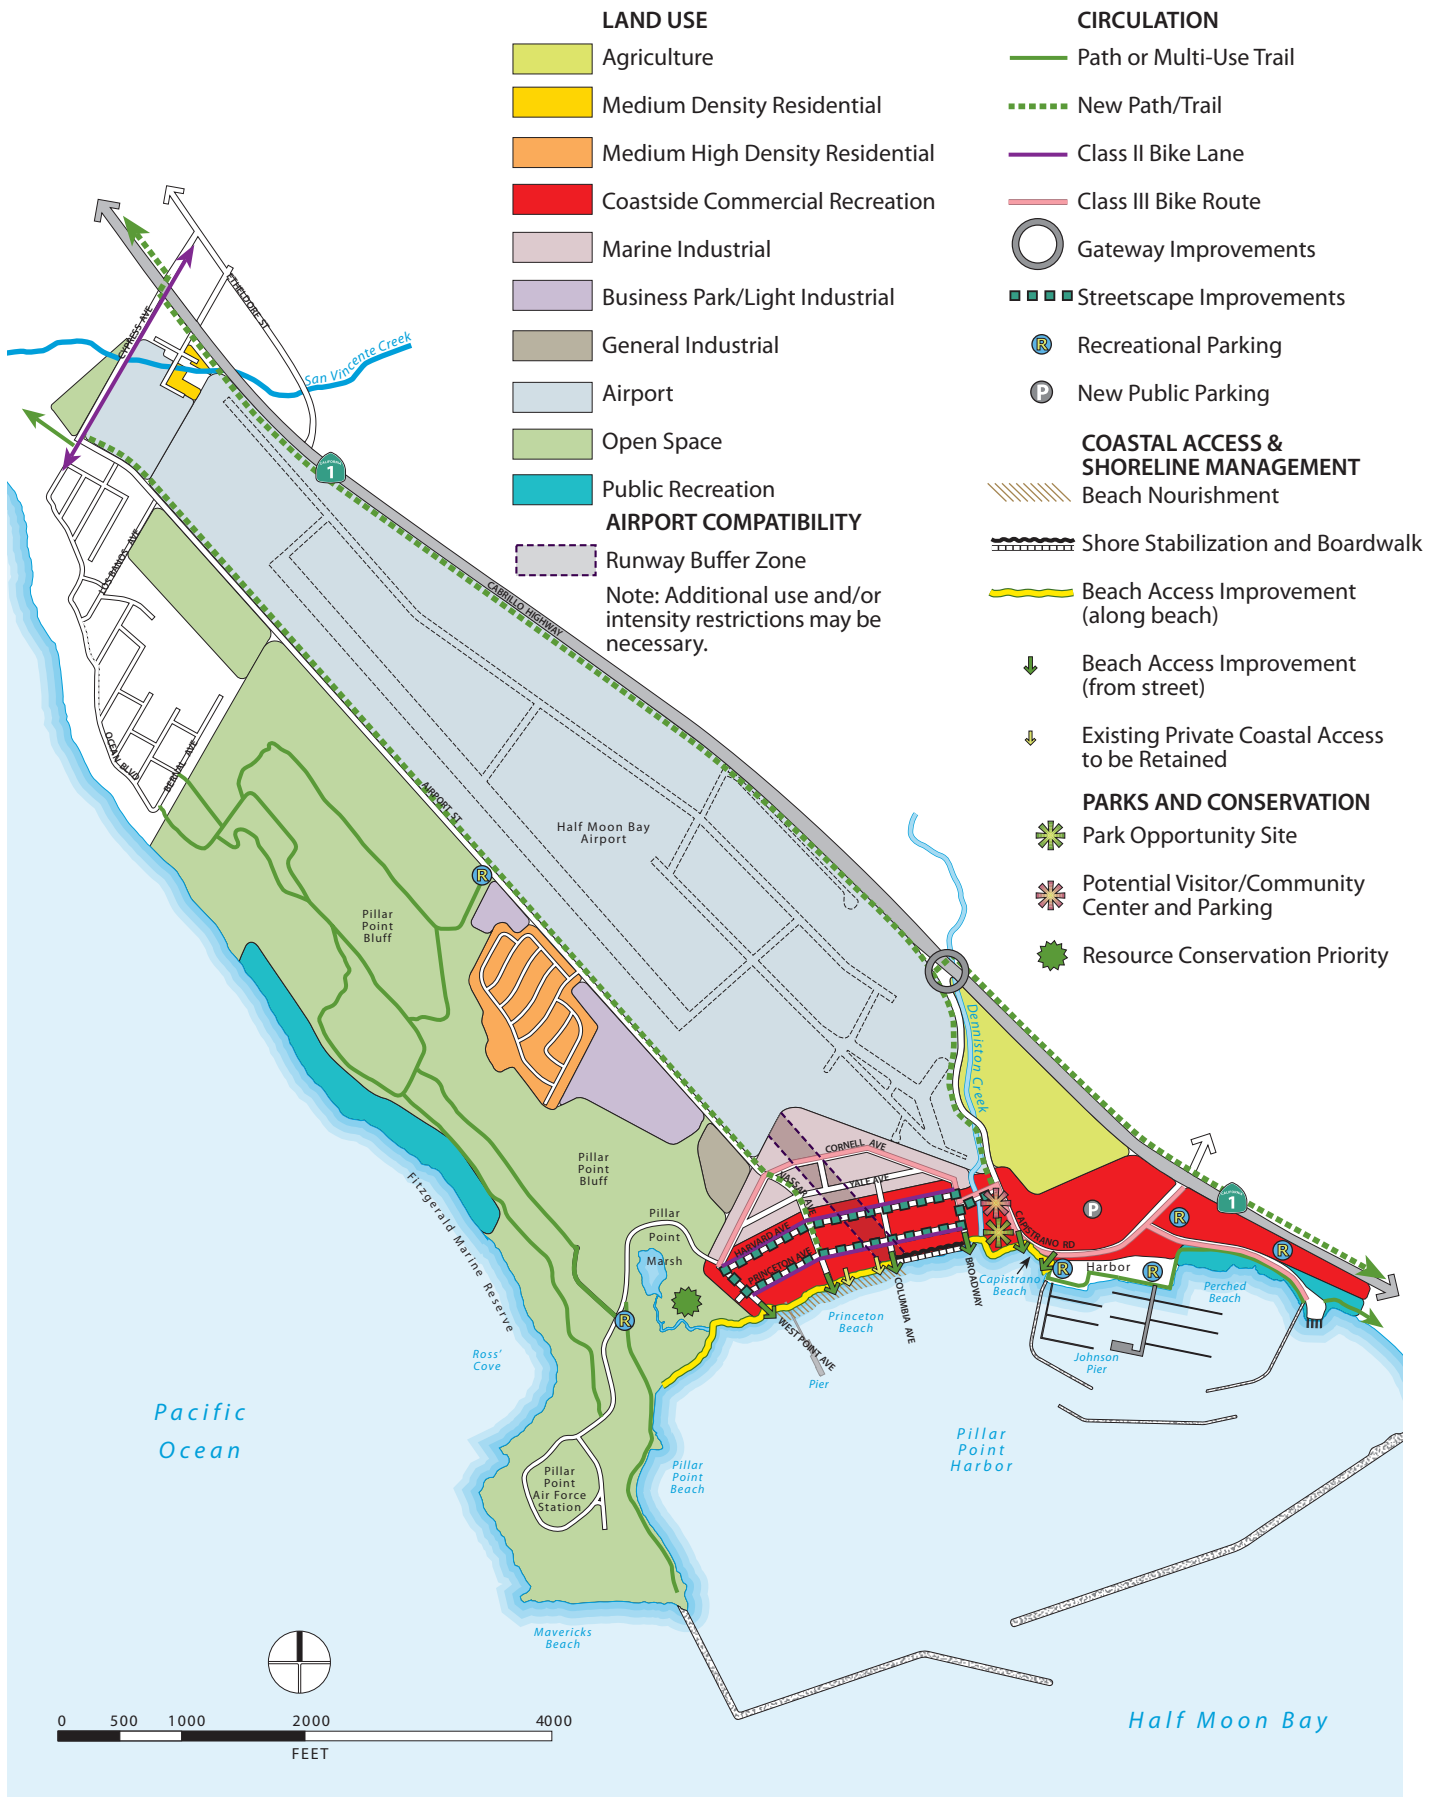 LAND USE
Agriculture
Medium Density Residential
Medium High Density Residential
Coastside Commercial Recreation
Marine Industrial
Business Park/Light Industrial
General Industrial
Airport
Open Space
Public Recreation
AIRPORT COMPATIBILITY
Runway Buffer Zone
Note: Additional use and/or
intensity restrictions may be
necessary.
CIRCULATION
Path or Multi-Use Trail
New Path/Trail
Class II Bike Lane
Class III Bike Route
Gateway Improvements
Streetscape Improvements
R
Recreational Parking
P
New Public Parking
COASTAL ACCESS &
SHORELINE MANAGEMENT
Beach Nourishment
Shore Stabilization and Boardwalk
Beach Access Improvement
(along beach)
Beach Access Improvement
(from street)
Existing Private Coastal Access
to be Retained
PARKS AND CONSERVATION
Park Opportunity Site
Potential Visitor/Community
Center and Parking
Resource Conservation Priority
ETHELDORE ST
CYPRESS AVE
San Vincente Creek
CALIFORNIA
1
LOS BANOS AVE
CABRILLO HIGHWAY
OCEAN BLVD
BERNAL AVE
AIRPORT ST
Half Moon Bay
Airport
R
Pillar
Point
Bluff
Denniston Creek
CORNELL AVE
YALE AVE
VASSAR AVE
HARVARD AVE
PRINCETON AVE
Pillar
Point
Bluff
Fitzgerald Marine Reserve
Pillar
Point
Marsh
R
CAPISTRANO RD
P
CALIFORNIA
1
R
R
R
Harbor
R
BROADWAY
Capistrano
Beach
Perched
Beach
COLUMBIA AVE
Princeton
Beach
WEST POINT AVE
Pier
Johnson
Pier
Ross'
Cove
Pacific
Ocean
Pillar
Point
Harbor
Pillar
Point
Beach
Pillar
Point
Air Force
Station
Mavericks
Beach
Half Moon Bay
0 500 1000 2000 4000
FEET